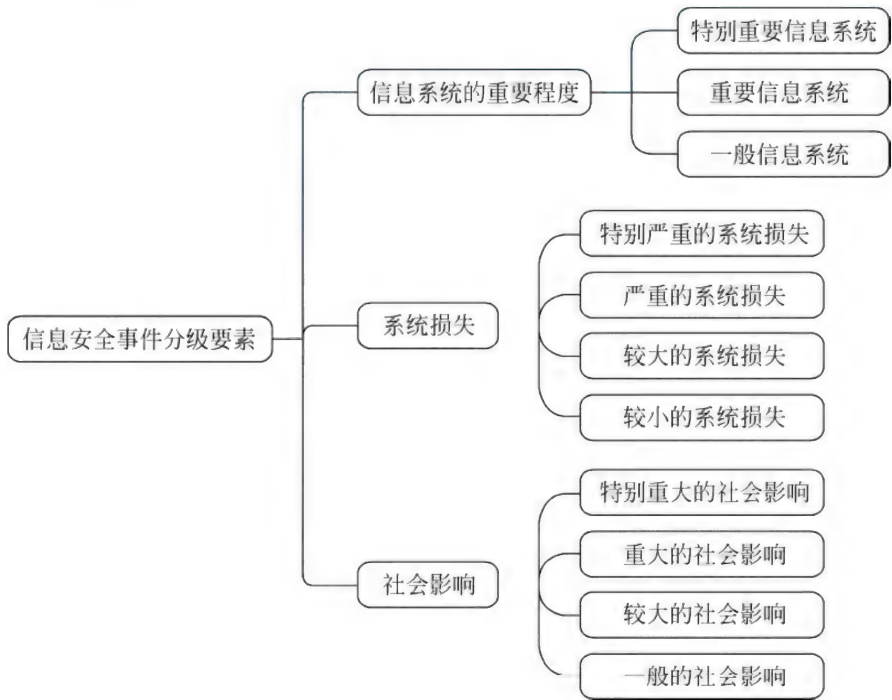 信息安全事件分级要素
信息系统的重要程度
特别重要信息系统
重要信息系统
一般信息系统
系统损失
特别严重的系统损失
严重的系统损失
较大的系统损失
较小的系统损失
社会影响
特别重大的社会影响
重大的社会影响
较大的社会影响
一般的社会影响